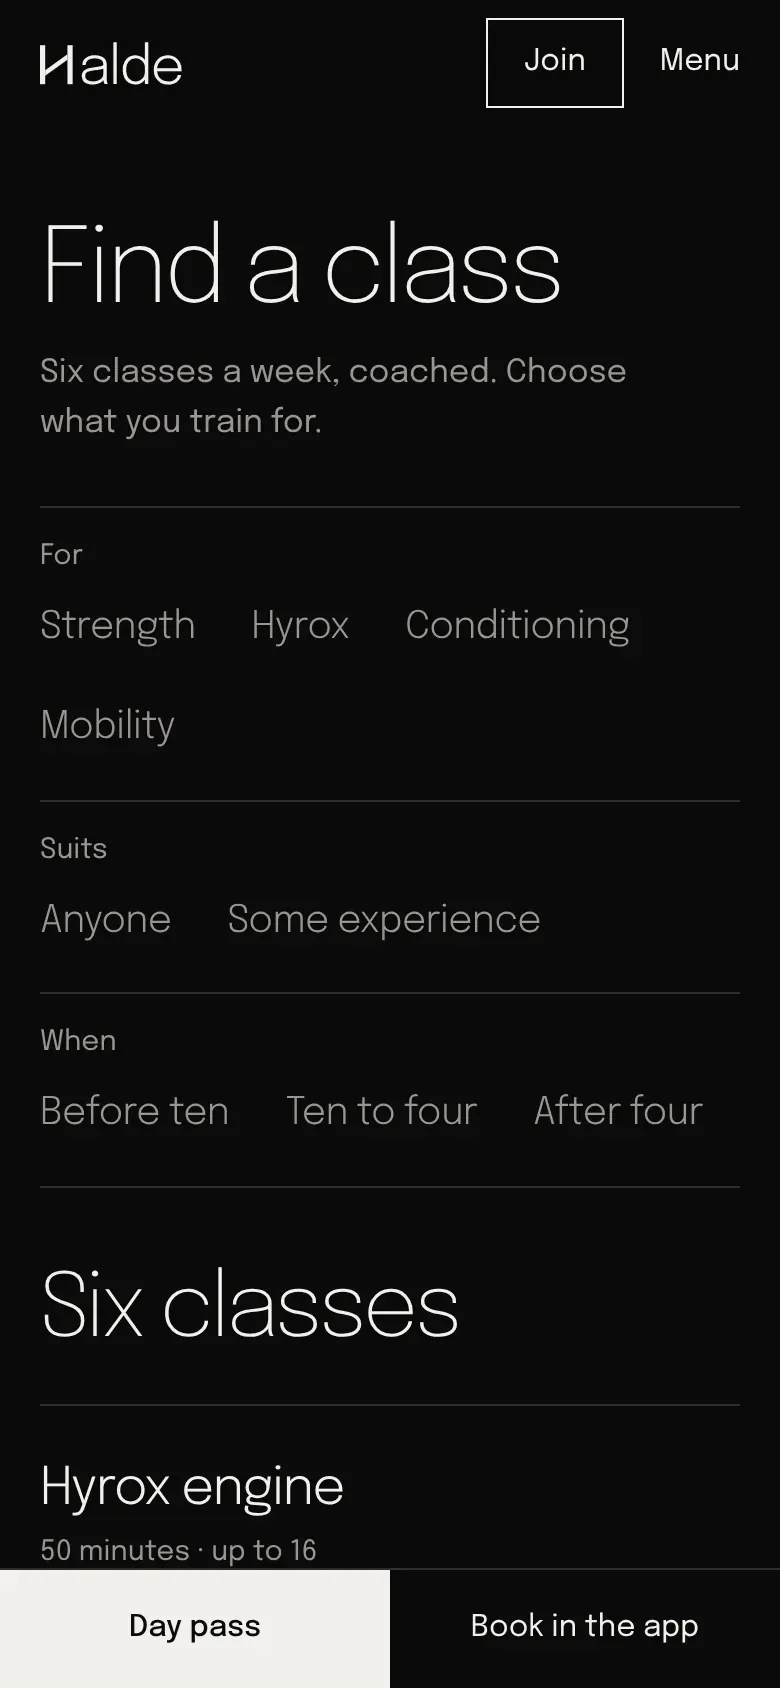 Halde
Join
Menu
Find a class
Six classes a week, coached. Choose
what you train for.
For
Strength Hyrox Conditioning
Mobility
Suits
Anyone Some experience
When
Before ten Ten to four After four
Six classes
Hyrox engine
50 minutes · up to 16
Day pass
Book in the app